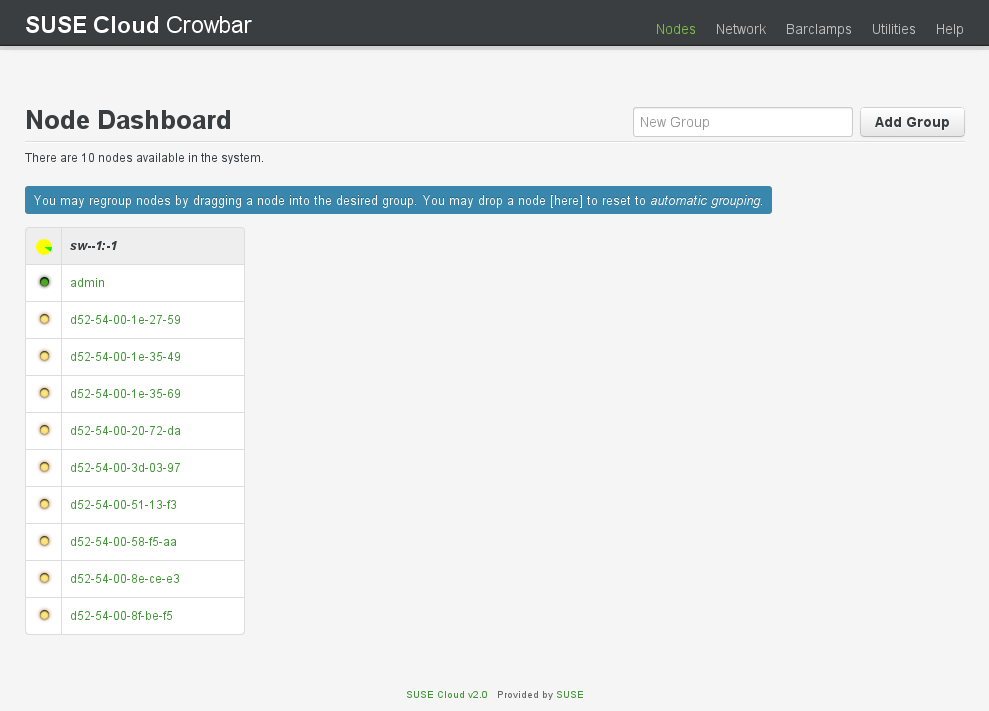 SUSE Cloud Crowbar
Nodes Network Barclamps Utilities Help
Node Dashboard
New Group Add Group
There are 10 nodes available in the system.
You may regroup nodes by dragging a node into the desired group. You may drop a node [here] to reset to automatic grouping.
sw--1:-1
admin
d52-54-00-1e-27-59
d52-54-00-1e-35-49
d52-54-00-1e-35-69
d52-54-00-20-72-da
d52-54-00-3d-03-97
d52-54-00-51-13-f3
d52-54-00-58-f5-aa
d52-54-00-8e-ce-e3
d52-54-00-8f-be-f5
SUSE Cloud v2.0 Provided by SUSE